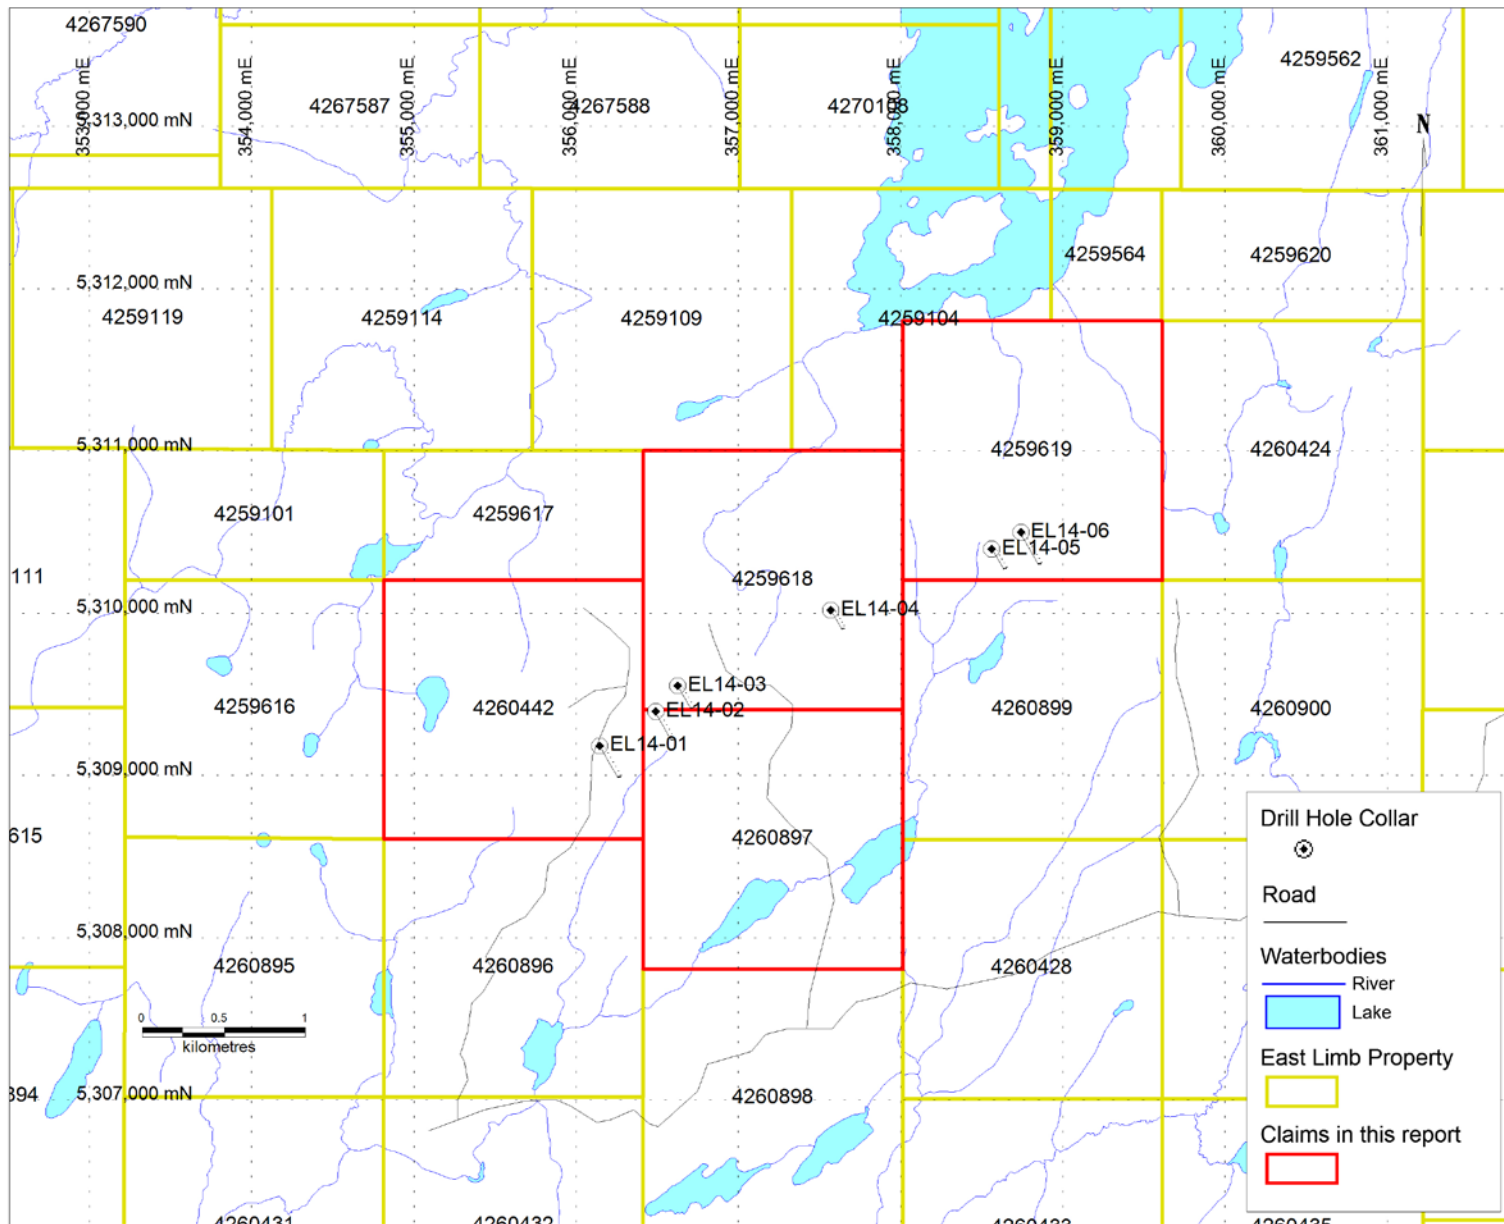 4267590
4259562
353,000 mE
354,000 mE
355,000 mE
356,000 mE
357,000 mE
358,000 mE
359,000 mE
360,000 mE
361,000 mE
4267587
4267588
4270108
5,313,000 mN
N
4259564
4259620
5,312,000 mN
4259119
4259114
4259109
4259104
5,311,000 mN
4259619
4260424
4259101
4259617
EL14-06
EL14-05
111
4259618
5,310,000 mN
EL14-04
EL14-03
4259616
4260442
EL14-02
4260899
4260900
EL14-01
5,309,000 mN
615
4260897
Drill Hole Collar
Road
5,308,000 mN
4260895
4260896
4260428
Waterbodies
River
Lake
0 0.5 1
kilometres
East Limb Property
394
5,307,000 mN
4260898
Claims in this report
4260431
4260432
4260433
4260435